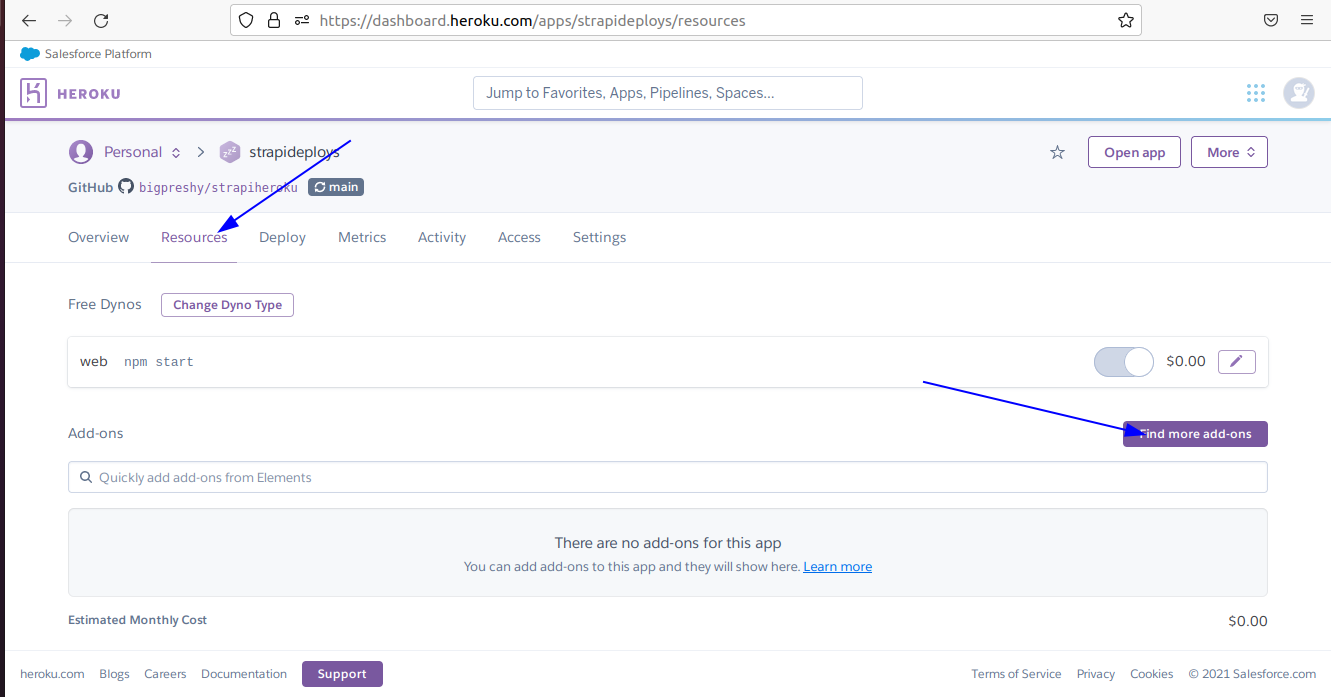 https://dashboard.heroku.com/apps/strapideploys/resources
Salesforce Platform
HEROKU
Jump to Favorites, Apps, Pipelines, Spaces...
Personal > strapideploys
Open app
More
GitHub bigpreshy/strapiheroku main
Overview Resources Deploy Metrics Activity Access Settings
Free Dynos Change Dyno Type
web npm start $0.00
Add-ons Find more add-ons
Quickly add add-ons from Elements
There are no add-ons for this app
You can add add-ons to this app and they will show here. Learn more
Estimated Monthly Cost $0.00
heroku.com Blogs Careers Documentation Support Terms of Service Privacy Cookies © 2021 Salesforce.com